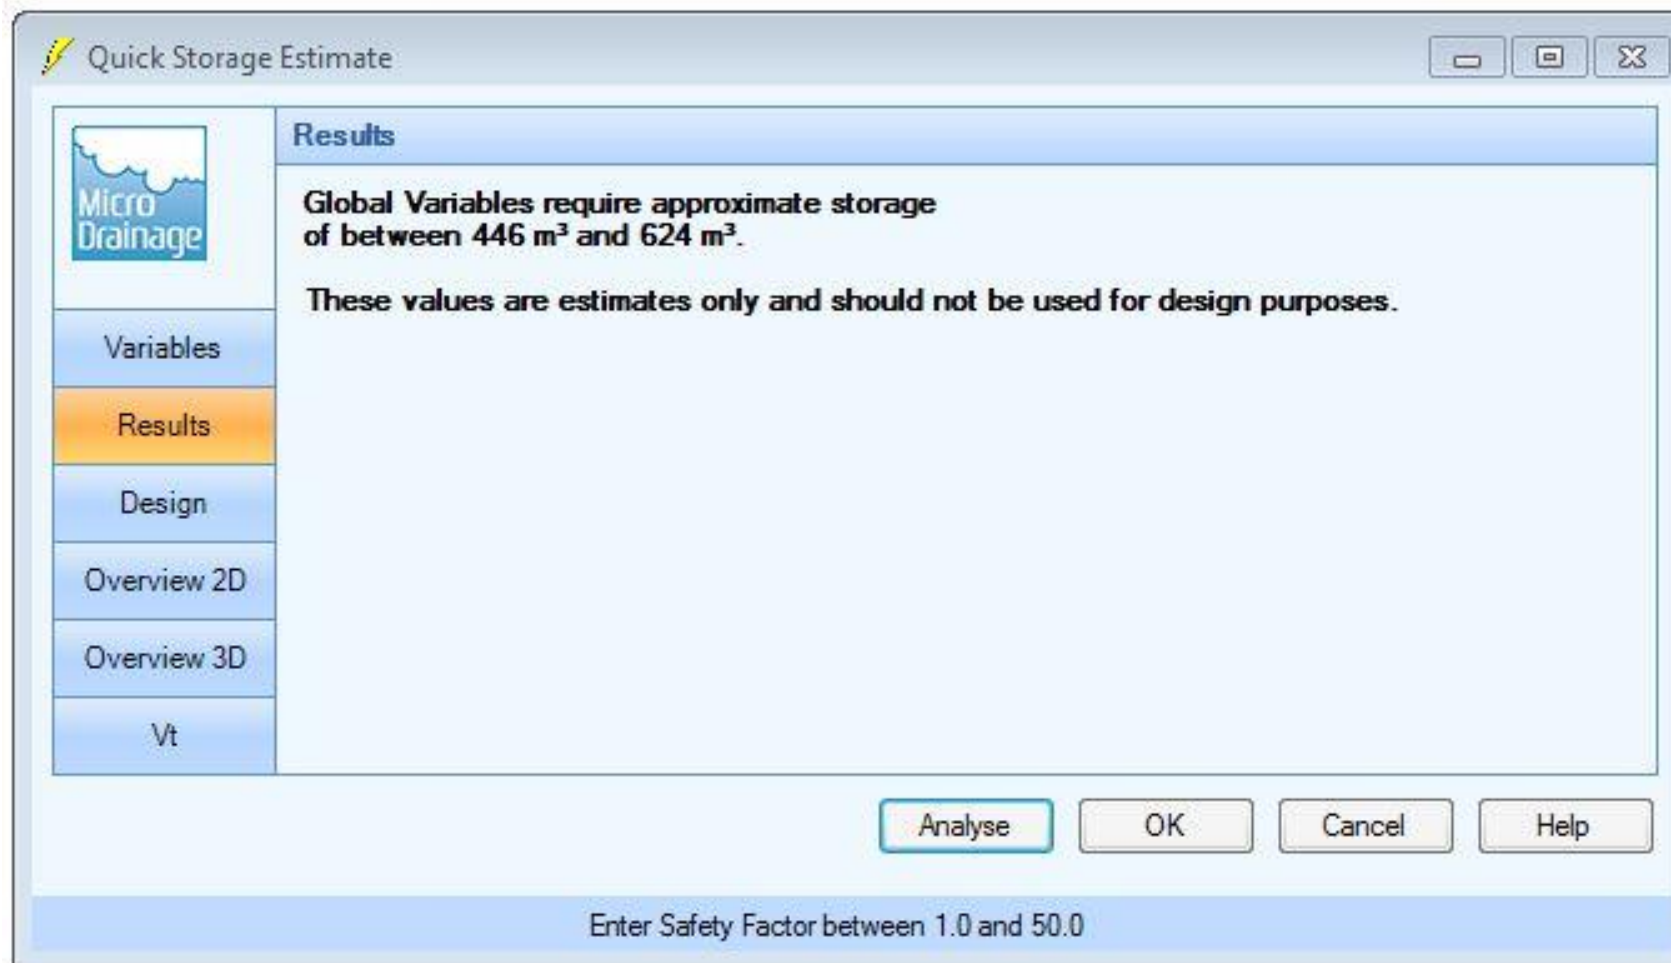 Quick Storage Estimate
Micro
Drainage
Results
Global Variables require approximate storage
of between 446 m³ and 624 m³.
These values are estimates only and should not be used for design purposes.
Variables
Results
Design
Overview 2D
Overview 3D
Vt
Analyse
OK
Cancel
Help
Enter Safety Factor between 1.0 and 50.0